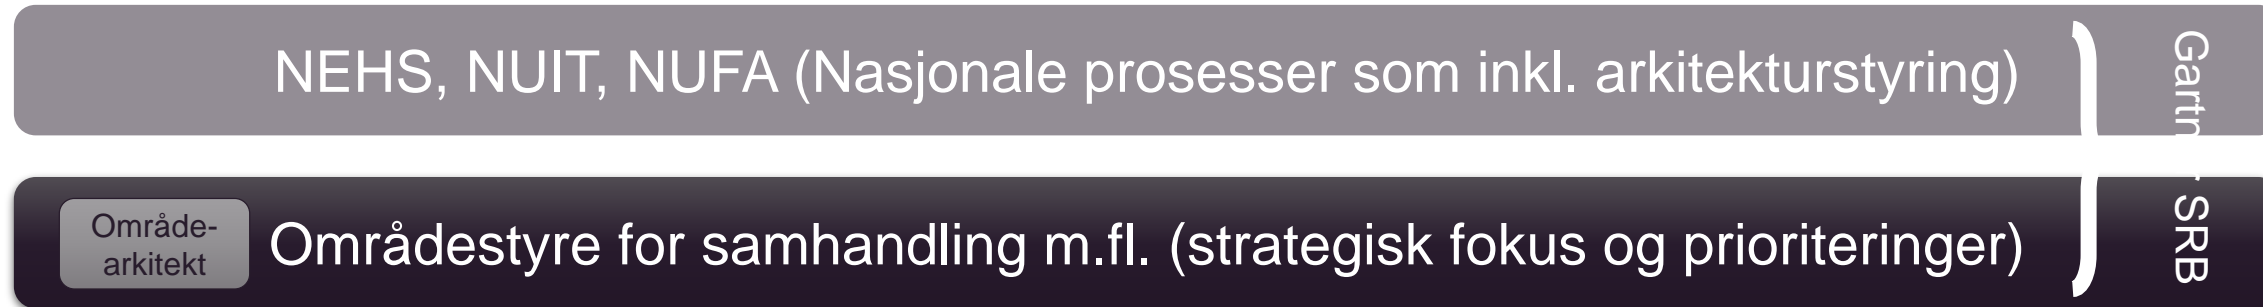 NEHS, NUIT, NUFA (Nasjonale prosesser som inkl. arkitekturstyring)
Område-
arkitekt
Områdestyre for samhandling m.fl. (strategisk fokus og prioriteringer)
SRB